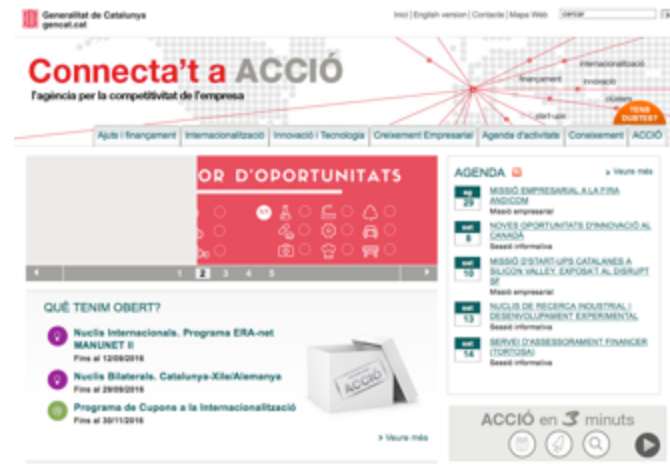 Generalitat de Catalunya
gencat.cat
Inici | English version | Contacte | Mapa Web
cercar
Connecta't a ACCIÓ
l'agència per la competitivitat de l'empresa
internacionalització
finançament
innovació
clústers
start-ups
TENS
DUBTES?
Ajuts i finançament
Internacionalització
Innovació i Tecnologia
Creixement Empresarial
Agenda d'activitats
Coneixement
ACCIÓ
OR D'OPORTUNITATS
1 2 3 4 5
AGENDA
Veure més
ag
29
MISSIÓ EMPRESARIAL A LA FIRA
ANDICOM
Missió empresarial
set
8
NOVES OPORTUNITATS D'INNOVACIÓ AL
CANADÀ
Sessió informativa
set
10
MISSIÓ D'START-UPS CATALANES A
SILICON VALLEY. EXPOSA'T AL DISRUPT
SF
Missió empresarial
set
13
NUCLIS DE RECERCA INDUSTRIAL I
DESENVOLUPAMENT EXPERIMENTAL
Sessió informativa
set
14
SERVEI D'ASSESSORAMENT FINANCER
(TORTOSA)
Sessió informativa
QUÈ TENIM OBERT?
Nuclis Internacionals. Programa ERA-net
MANUNET II
Fins al 12/09/2016
Nuclis Bilaterals. Catalunya-Xile/Alemanya
Fins al 29/09/2016
Programa de Cupons a la Internacionalització
Fins al 30/11/2016
ACCIÓ
Veure més
ACCIÓ en 3 minuts